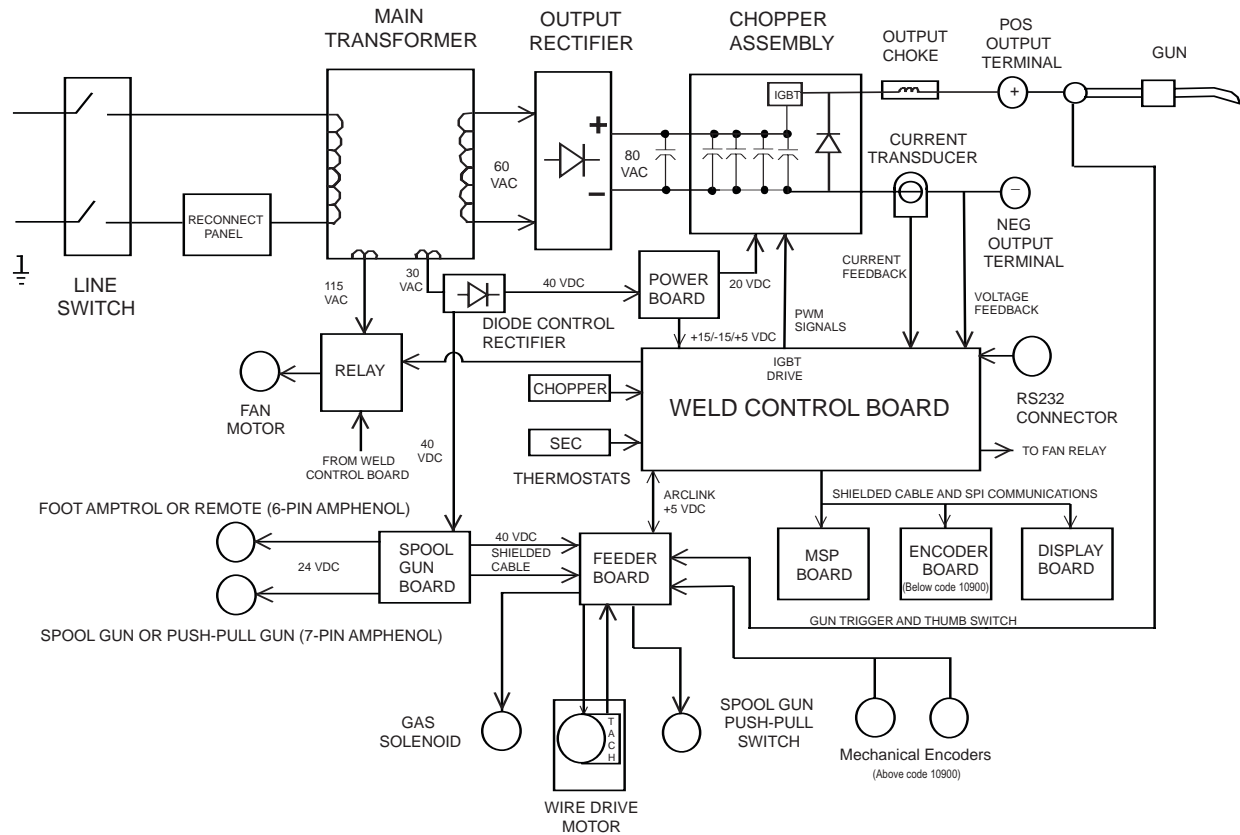 MAIN
TRANSFORMER
OUTPUT
RECTIFIER
CHOPPER
ASSEMBLY
OUTPUT
CHOKE
POS
OUTPUT
TERMINAL
GUN
IGBT
+
+
–
60
VAC
80
VAC
CURRENT
TRANSDUCER
–
NEG
OUTPUT
TERMINAL
RECONNECT
PANEL
LINE
SWITCH
115
VAC
30
VAC
40 VDC
POWER
BOARD
20 VDC
PWM
SIGNALS
CURRENT
FEEDBACK
VOLTAGE
FEEDBACK
DIODE CONTROL
RECTIFIER
+15/-15/+5 VDC
RELAY
FAN
MOTOR
FROM WELD
CONTROL BOARD
40
VDC
CHOPPER
SEC
THERMOSTATS
IGBT
DRIVE
WELD CONTROL BOARD
RS232
CONNECTOR
TO FAN RELAY
ARCLINK
+5 VDC
SHIELDED CABLE AND SPI COMMUNICATIONS
FOOT AMPTROL OR REMOTE (6-PIN AMPHENOL)
24 VDC
SPOOL
GUN
BOARD
40 VDC
SHIELDED
CABLE
FEEDER
BOARD
MSP
BOARD
ENCODER
BOARD
(Below code 10900)
DISPLAY
BOARD
SPOOL GUN OR PUSH-PULL GUN (7-PIN AMPHENOL)
GUN TRIGGER AND THUMB SWITCH
GAS
SOLENOID
TACH
WIRE DRIVE
MOTOR
SPOOL GUN
PUSH-PULL
SWITCH
Mechanical Encoders
(Above code 10900)